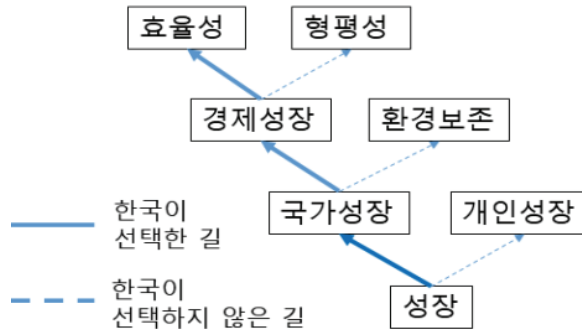 효율성
형평성
경제성장
환경보존
국가성장
개인성장
성장
한국이
선택한 길
한국이
선택하지 않은 길